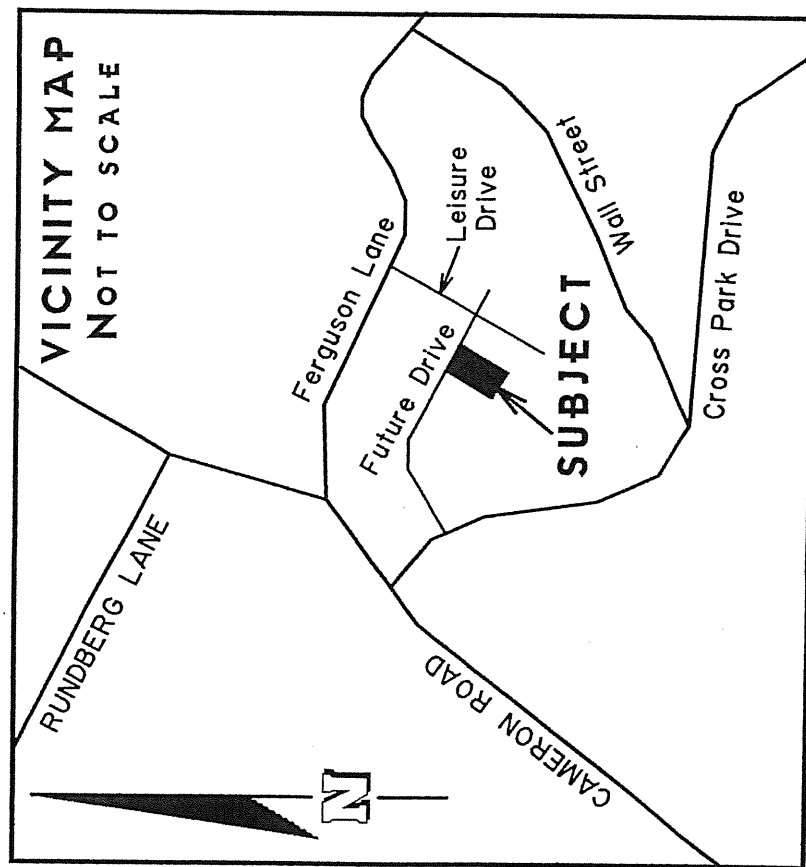 VICINITY MAP
NOT TO SCALE
RUNDBERG LANE
Ferguson Lane
Leisure
Drive
Future Drive
Wall Street
SUBJECT
Cross Park Drive
CAMERON ROAD
N